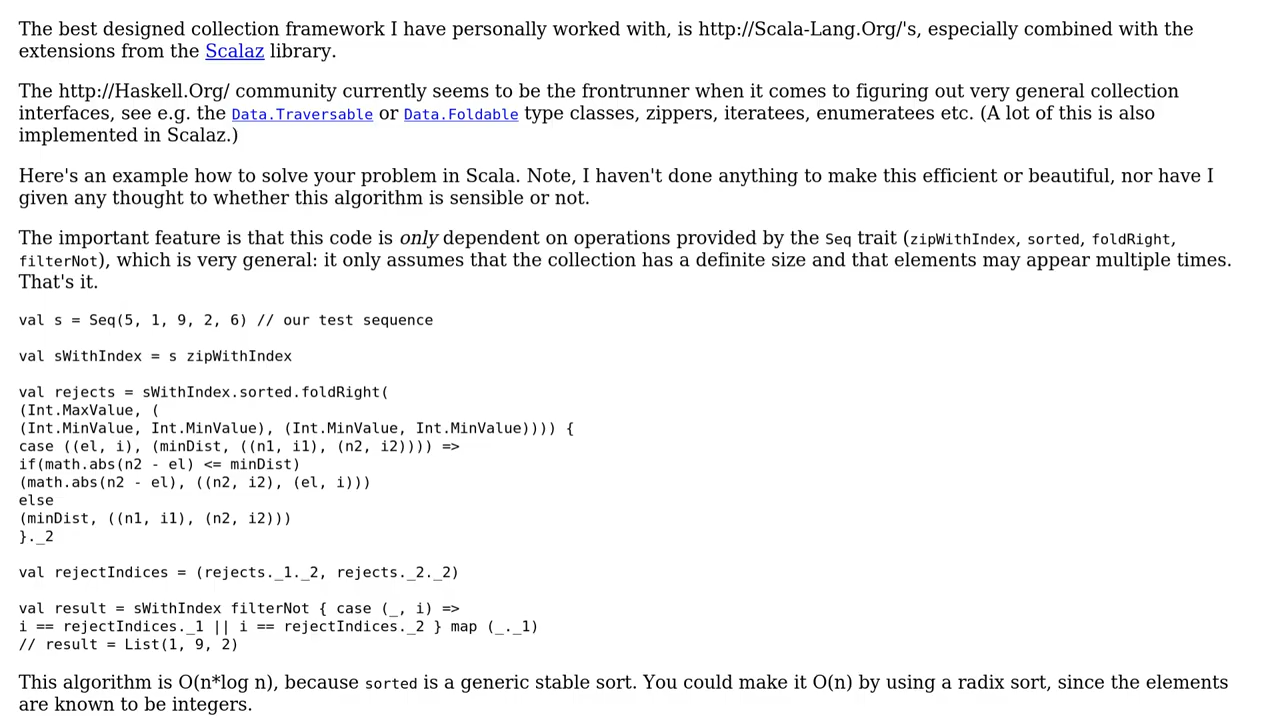 The best designed collection framework I have personally worked with, is http://Scala-Lang.Org/'s, especially combined with the
extensions from the Scalaz library.
The http://Haskell.Org/ community currently seems to be the frontrunner when it comes to figuring out very general collection
interfaces, see e.g. the Data.Traversable or Data.Foldable type classes, zippers, iteratees, enumeratees etc. (A lot of this is also
implemented in Scalaz.)
Here's an example how to solve your problem in Scala. Note, I haven't done anything to make this efficient or beautiful, nor have I
given any thought to whether this algorithm is sensible or not.
The important feature is that this code is only dependent on operations provided by the Seq trait (zipWithIndex, sorted, foldRight,
filterNot), which is very general: it only assumes that the collection has a definite size and that elements may appear multiple times.
That's it.
val s = Seq(5, 1, 9, 2, 6) // our test sequence
val sWithIndex = s zipWithIndex
val rejects = sWithIndex.sorted.foldRight(
(Int.MaxValue, (
(Int.MinValue, Int.MinValue), (Int.MinValue, Int.MinValue)))) {
case ((el, i), (minDist, ((n1, i1), (n2, i2)))) =>
if(math.abs(n2 - el) <= minDist)
(math.abs(n2 - el), ((n2, i2), (el, i)))
else
(minDist, ((n1, i1), (n2, i2)))
}._2
val rejectIndices = (rejects._1._2, rejects._2._2)
val result = sWithIndex filterNot { case (_, i) =>
i == rejectIndices._1 || i == rejectIndices._2 } map (_._1)
// result = List(1, 9, 2)
This algorithm is O(n*log n), because sorted is a generic stable sort. You could make it O(n) by using a radix sort, since the elements
are known to be integers.